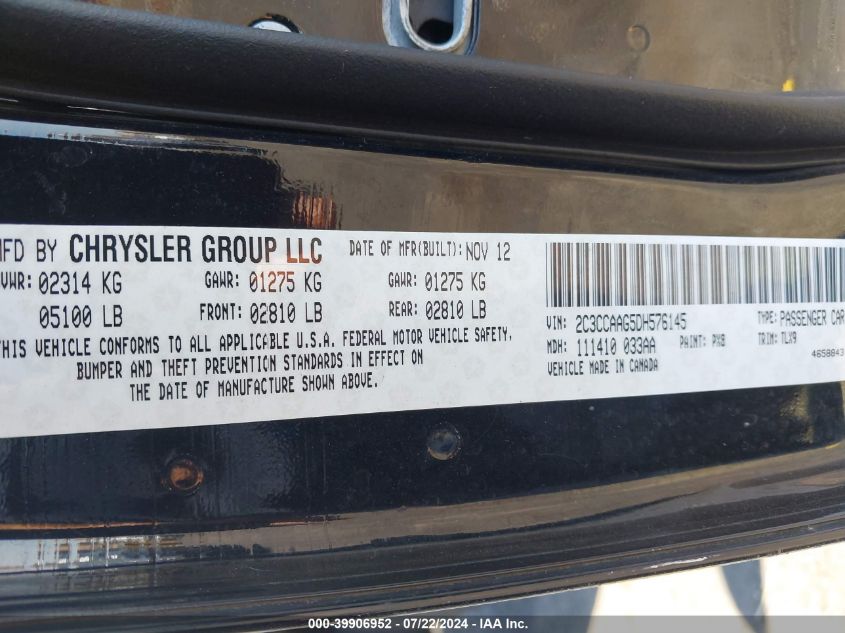 MFD BY CHRYSLER GROUP LLC DATE OF MFR(BUILT): NOV 12
GVWR: 02314 KG GAWR: 01275 KG GAWR: 01275 KG
05100 LB FRONT: 02810 LB REAR: 02810 LB
THIS VEHICLE CONFORMS TO ALL APPLICABLE U.S.A. FEDERAL MOTOR VEHICLE SAFETY,
BUMPER AND THEFT PREVENTION STANDARDS IN EFFECT ON
THE DATE OF MANUFACTURE SHOWN ABOVE.
VIN: 2C3CCAAG5DH576145 TYPE: PASSENGER CAR
MDH: 111410 033AA PAINT: PX8 TRIM: TLX9
VEHICLE MADE IN CANADA 4658843
000-39906952 - 07/22/2024 - IAA Inc.